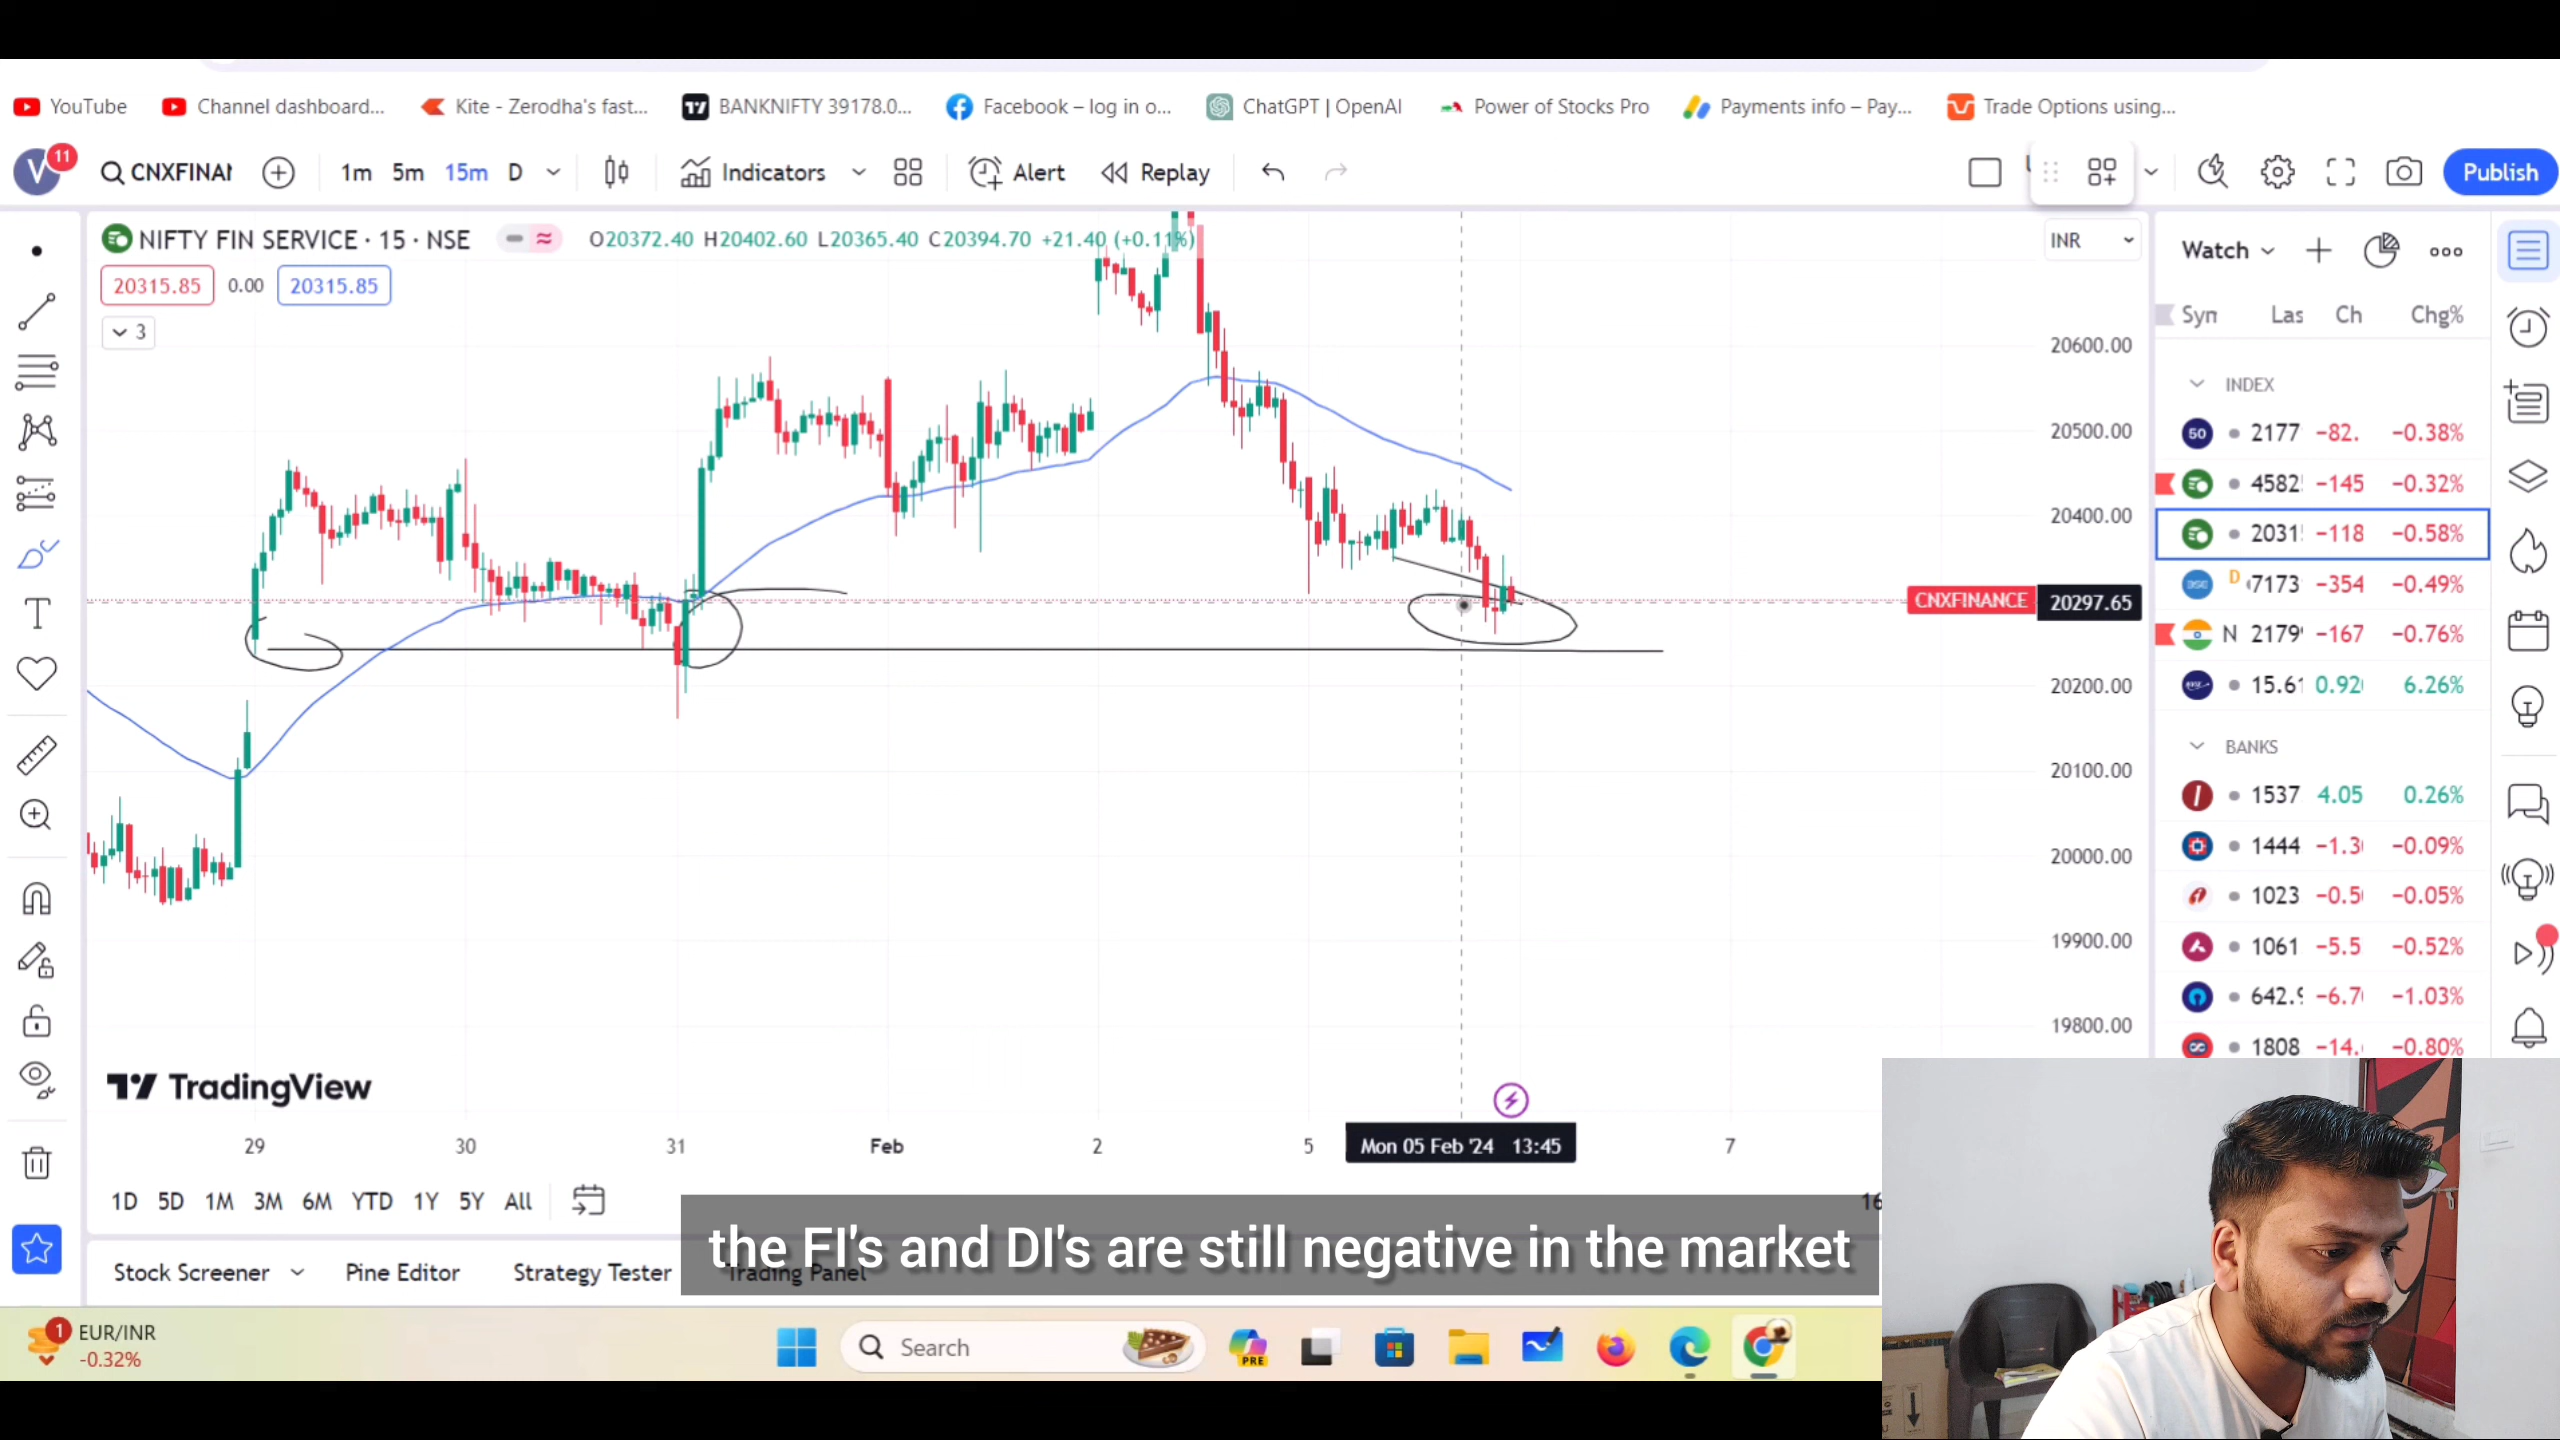 YouTube Channel dashboard... Kite - Zerodha's fast... BANKNIFTY 39178.0... Facebook – log in o... ChatGPT | OpenAI Power of Stocks Pro Payments info – Pay... Trade Options using...
V 11 CNXFINAN 1m 5m 15m D Indicators Alert Replay Publish
NIFTY FIN SERVICE · 15 · NSE O20372.40 H20402.60 L20365.40 C20394.70 +21.40 (+0.11%) INR
20315.85 0.00 20315.85
3
20600.00
20500.00
20400.00
CNXFINANCE 20297.65
20200.00
20100.00
20000.00
19900.00
19800.00
Watch
Syn Las Ch Chg%
INDEX
50 2177 -82. -0.38%
4582 -145 -0.32%
2031 -118 -0.58%
D 7173 -354 -0.49%
N 2179 -167 -0.76%
15.61 0.92 6.26%
BANKS
1537 4.05 0.26%
1444 -1.3 -0.09%
1023 -0.5 -0.05%
1061 -5.5 -0.52%
642.9 -6.7 -1.03%
1808 -14. -0.80%
TradingView
29 30 31 Feb 2 5 Mon 05 Feb '24 13:45 7
1D 5D 1M 3M 6M YTD 1Y 5Y All 16
the FI's and DI's are still negative in the market
Stock Screener Pine Editor Strategy Tester Trading Panel
1 EUR/INR
-0.32%
Search
PRE